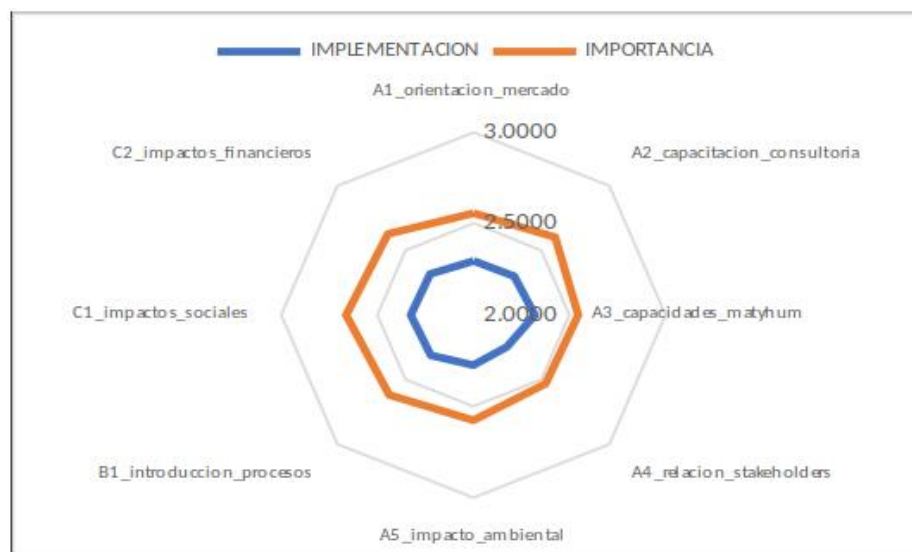 IMPLEMENTACION IMPORTANCIA
A1_orientacion_mercado
3.0000
C2_impactos_financieros
A2_capacitacion_consultoria
2.5000
C1_impactos_sociales
2.0000
A3_capacidades_matyhum
B1_introduccion_procesos
A4_relacion_stakeholders
A5_impacto_ambiental